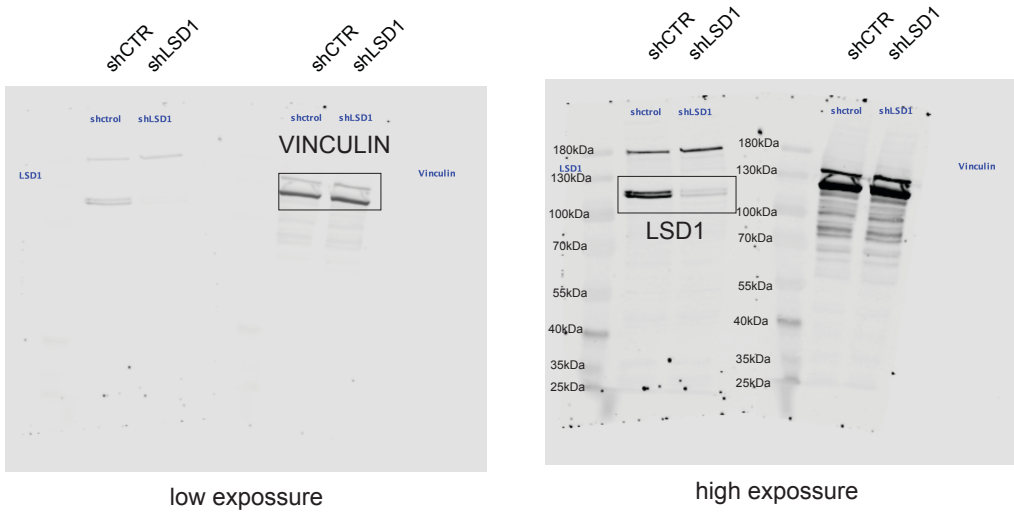 shCTR
shLSD1
shCTR
shLSD1
shctrol
shLSD1
shctrol
shLSD1
VINCULIN
LSD1
Vinculin
low expossure
shCTR
shLSD1
shCTR
shLSD1
shctrol
shLSD1
shctrol
shLSD1
180kDa
180kDa
LSD1
Vinculin
130kDa
130kDa
100kDa
100kDa
LSD1
70kDa
70kDa
55kDa
55kDa
40kDa
40kDa
35kDa
35kDa
25kDa
25kDa
high expossure